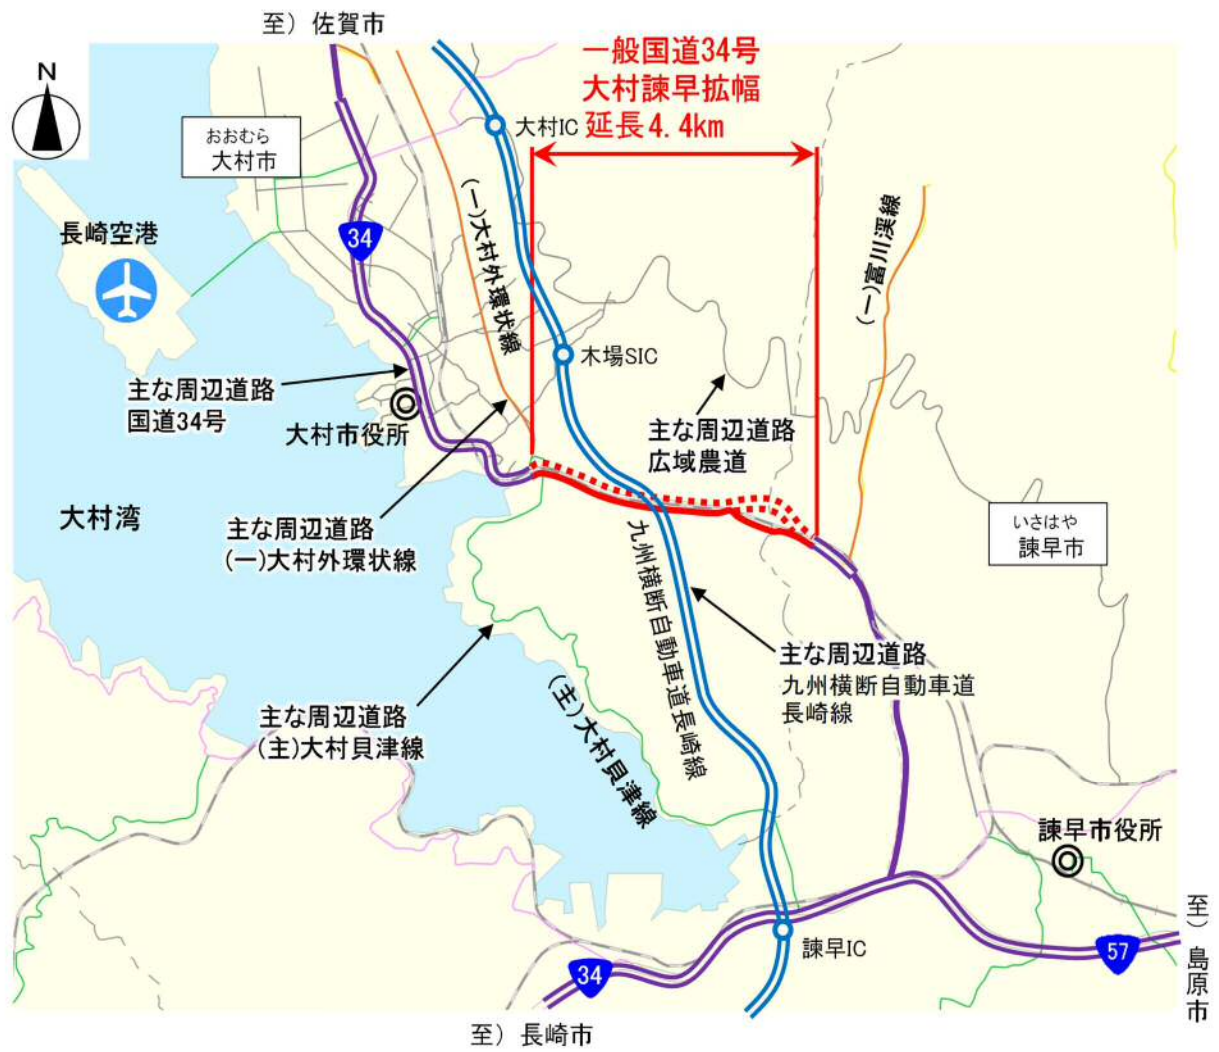 至）佐賀市
N
一般国道34号
大村諫早拡幅
延長4.4km
大村IC
おおむら
大村市
(一)大村外環状線
(一)富川渓線
長崎空港
34
木場SIC
主な周辺道路
国道34号
大村市役所
主な周辺道路
広域農道
大村湾
主な周辺道路
(一)大村外環状線
いさはや
諫早市
九州横断自動車道長崎線
主な周辺道路
九州横断自動車道
長崎線
主な周辺道路
(主)大村貝津線
(主)大村貝津線
諫早市役所
至）島原市
諫早IC
57
34
至）長崎市